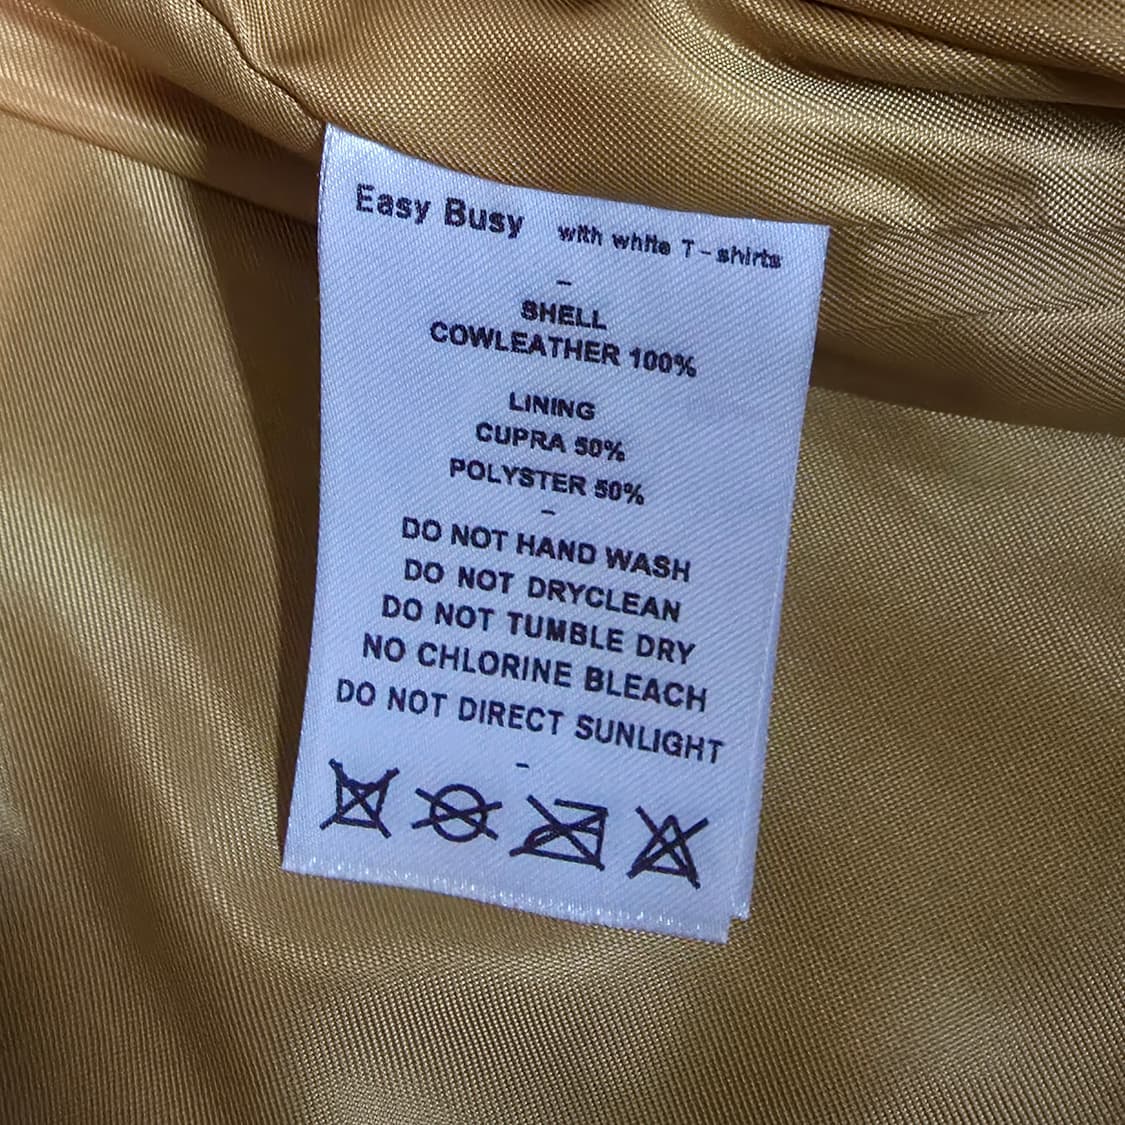 Easy Busy with white T-shirts
-
SHELL
COWLEATHER 100%
LINING
CUPRA 50%
POLYSTER 50%
-
DO NOT HAND WASH
DO NOT DRYCLEAN
DO NOT TUMBLE DRY
NO CHLORINE BLEACH
DO NOT DIRECT SUNLIGHT
-